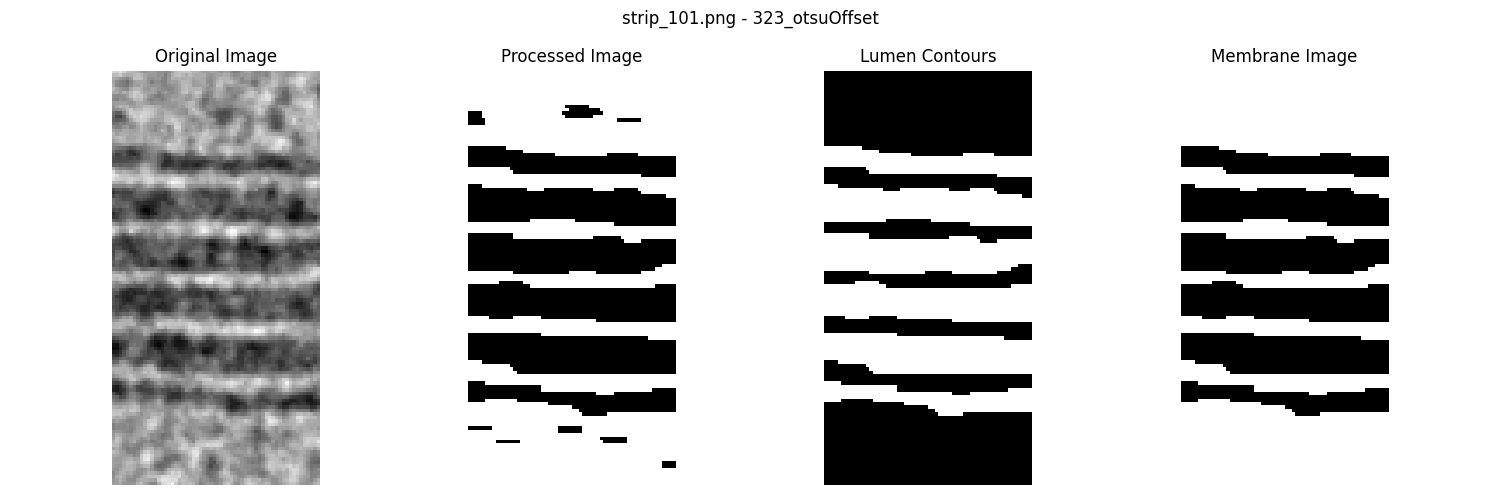 strip_101.png - 323_otsuOffset
Original Image
Processed Image
Lumen Contours
Membrane Image